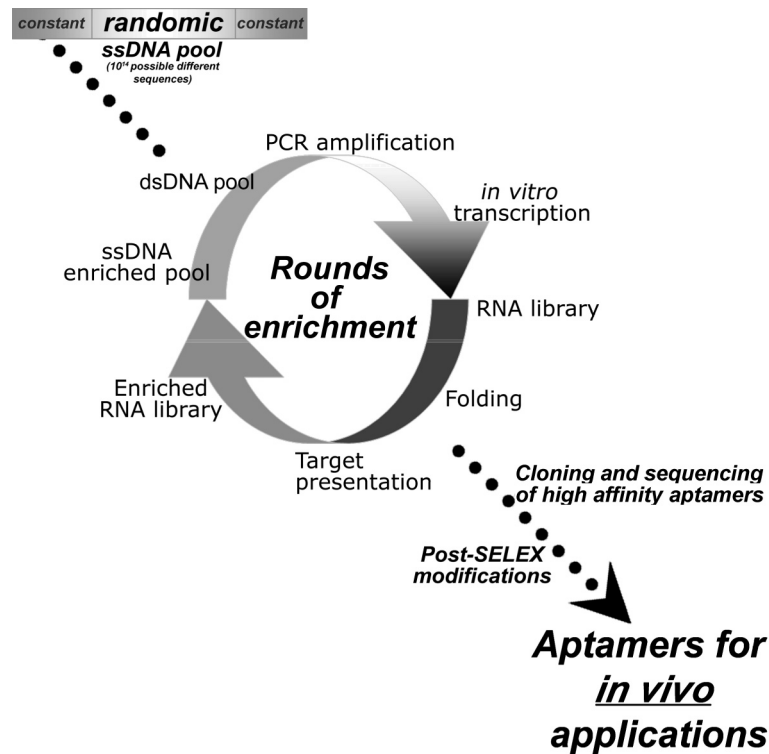 constant randomic constant
ssDNA pool
(10¹⁴ possible different
sequences)
PCR amplification
dsDNA pool
in vitro
transcription
ssDNA
enriched pool
Rounds
of
enrichment
RNA library
Enriched
RNA library
Folding
Target
presentation
Cloning and sequencing
of high affinity aptamers
Post-SELEX
modifications
Aptamers for
in vivo
applications